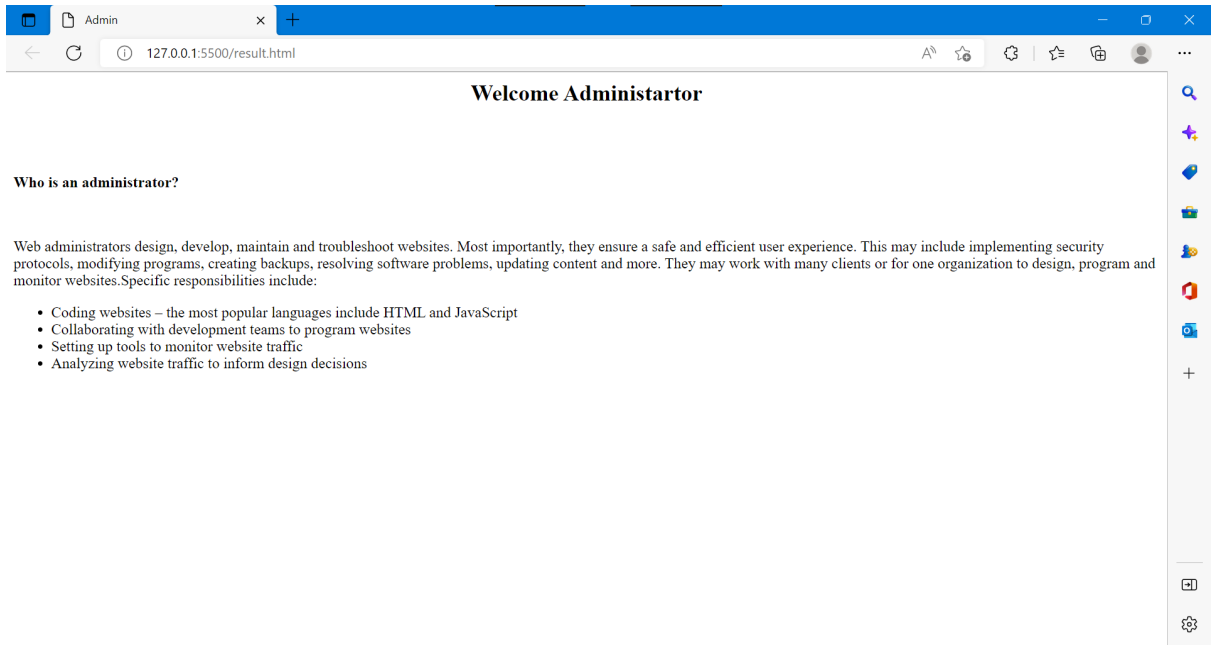 Admin
127.0.0.1:5500/result.html
Welcome Administartor
Who is an administrator?
Web administrators design, develop, maintain and troubleshoot websites. Most importantly, they ensure a safe and efficient user experience. This may include implementing security
protocols, modifying programs, creating backups, resolving software problems, updating content and more. They may work with many clients or for one organization to design, program and
monitor websites.Specific responsibilities include:
• Coding websites – the most popular languages include HTML and JavaScript
• Collaborating with development teams to program websites
• Setting up tools to monitor website traffic
• Analyzing website traffic to inform design decisions